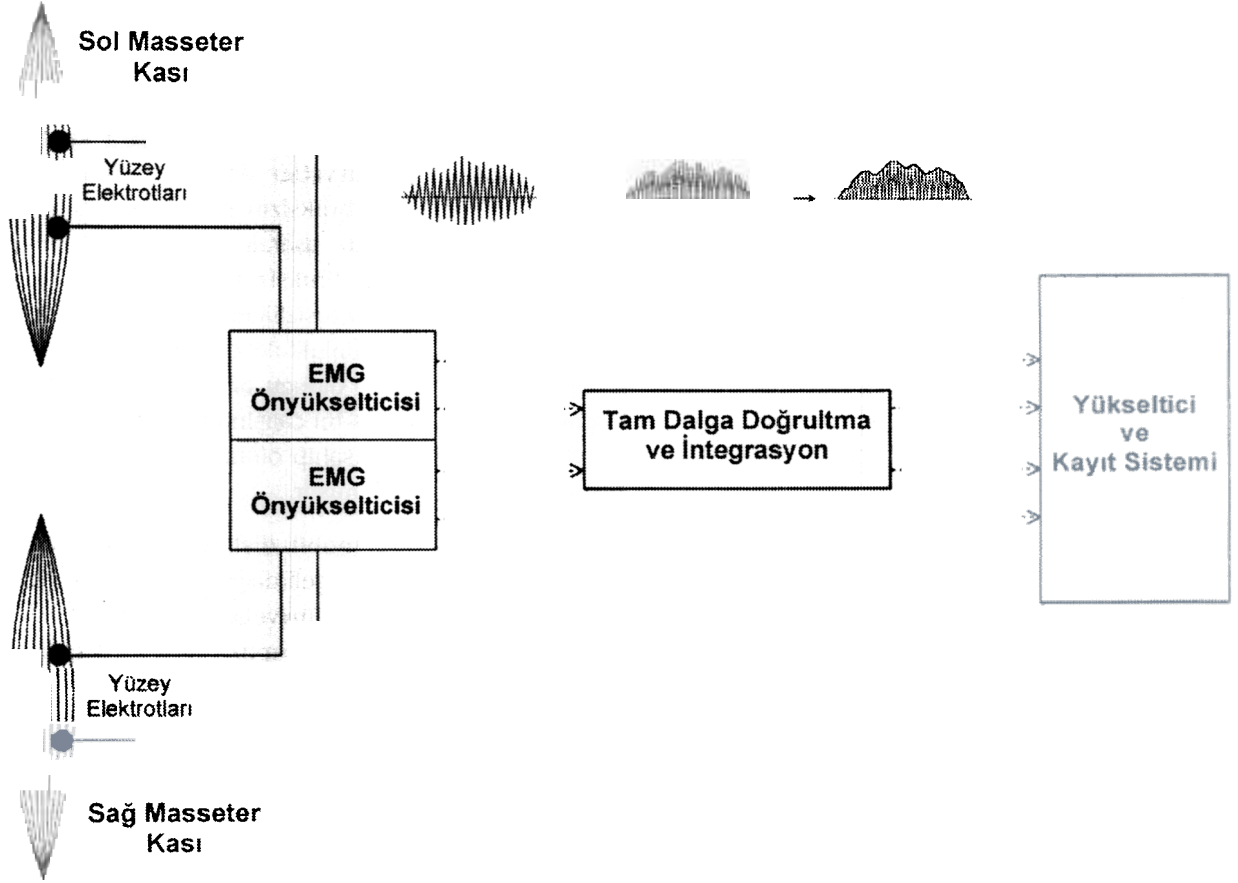 Sol Masseter
Kası
Yüzey
Elektrotları
EMG
Önyükselticisi
EMG
Önyükselticisi
Tam Dalga Doğrultma
ve İntegrasyon
Yükseltici
ve
Kayıt Sistemi
Yüzey
Elektrotları
Sağ Masseter
Kası